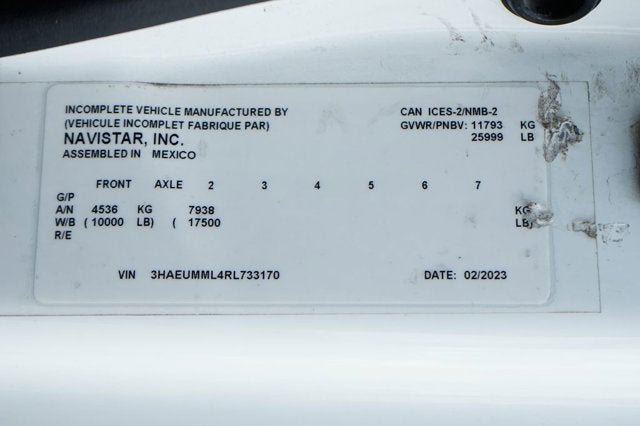 INCOMPLETE VEHICLE MANUFACTURED BY CAN ICES-2/NMB-2
(VEHICULE INCOMPLET FABRIQUE PAR) GVWR/PNBV: 11793 KG
NAVISTAR, INC. 25999 LB
ASSEMBLED IN MEXICO
FRONT AXLE 2 3 4 5 6 7
G/P
A/N 4536 KG 7938 KG
W/B ( 10000 LB) ( 17500 LB)
R/E
VIN 3HAEUMML4RL733170 DATE: 02/2023